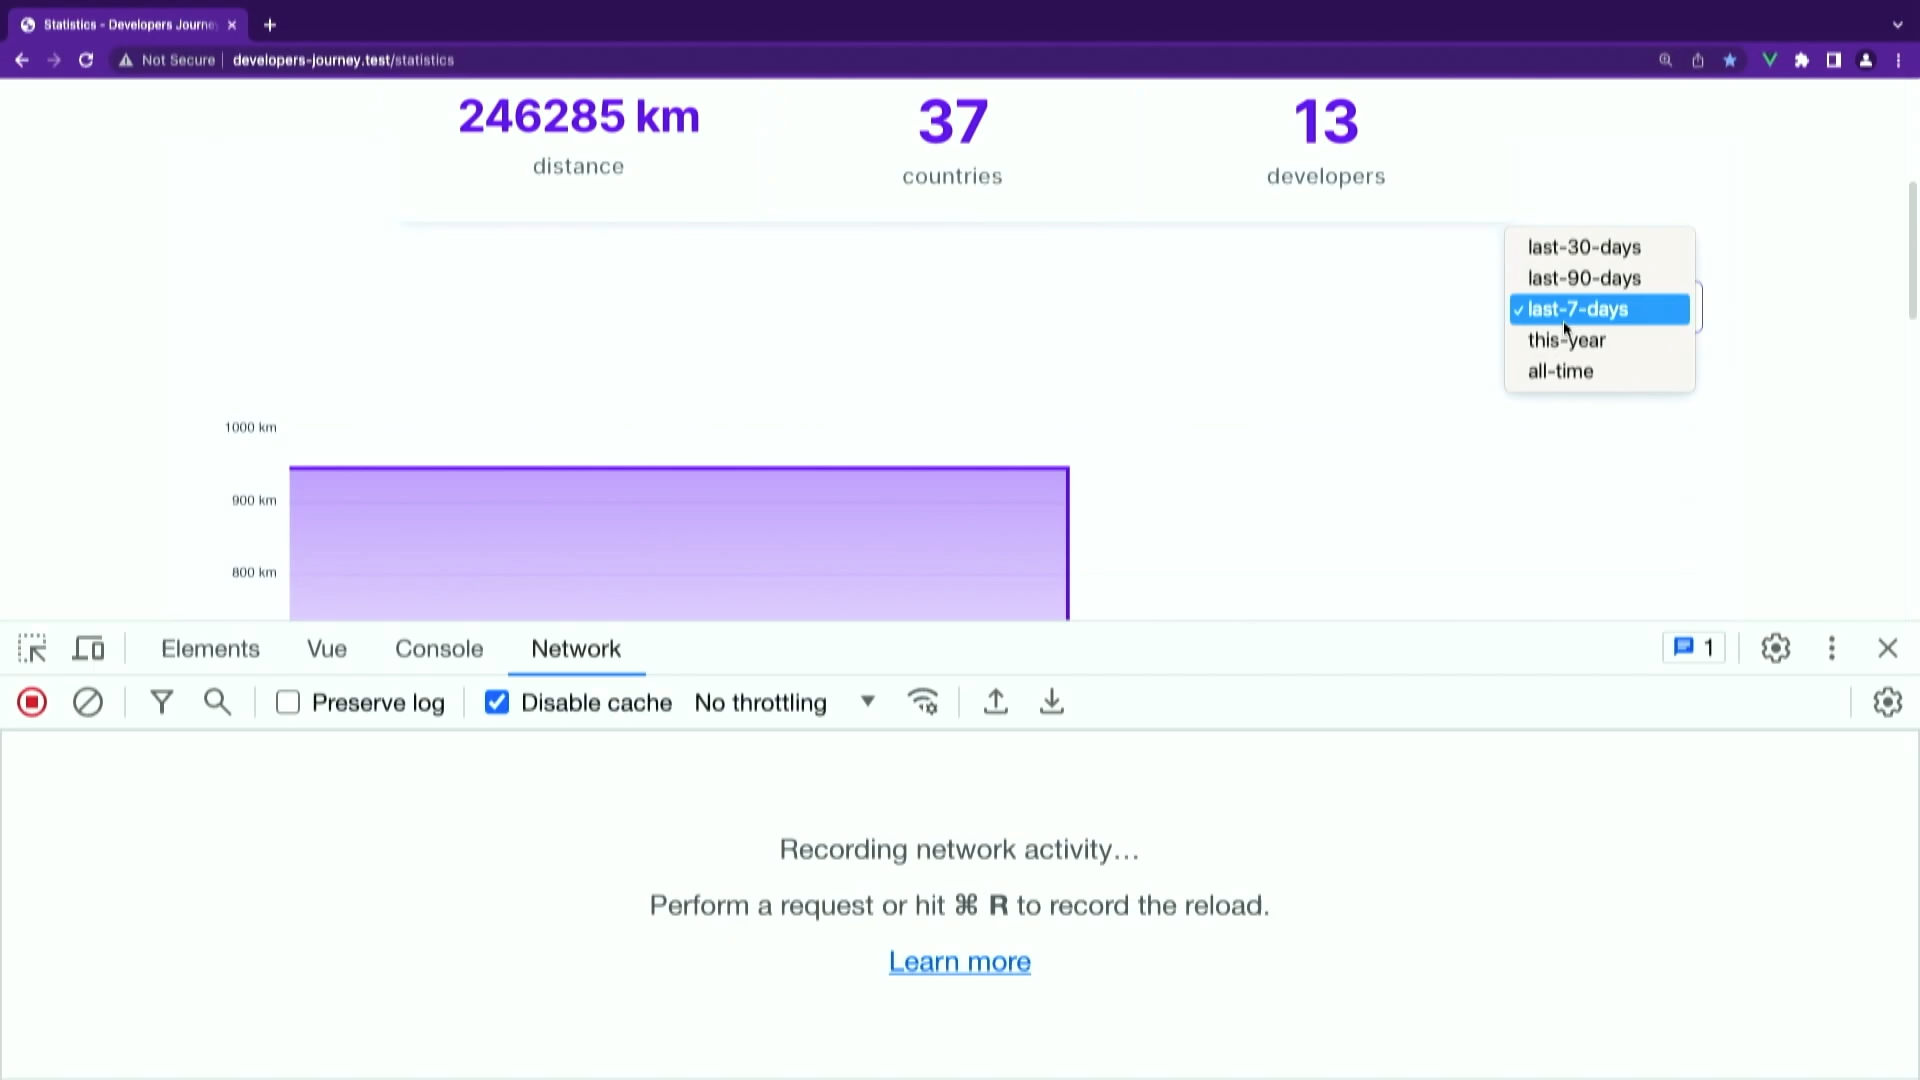 Statistics - Developers Journe
Not Secure developers-journey.test/statistics
246285 km
distance
37
countries
13
developers
last-30-days
last-90-days
✓ last-7-days
this-year
all-time
1000 km
900 km
800 km
Elements Vue Console Network 1
Preserve log Disable cache No throttling
Recording network activity…
Perform a request or hit ⌘ R to record the reload.
Learn more